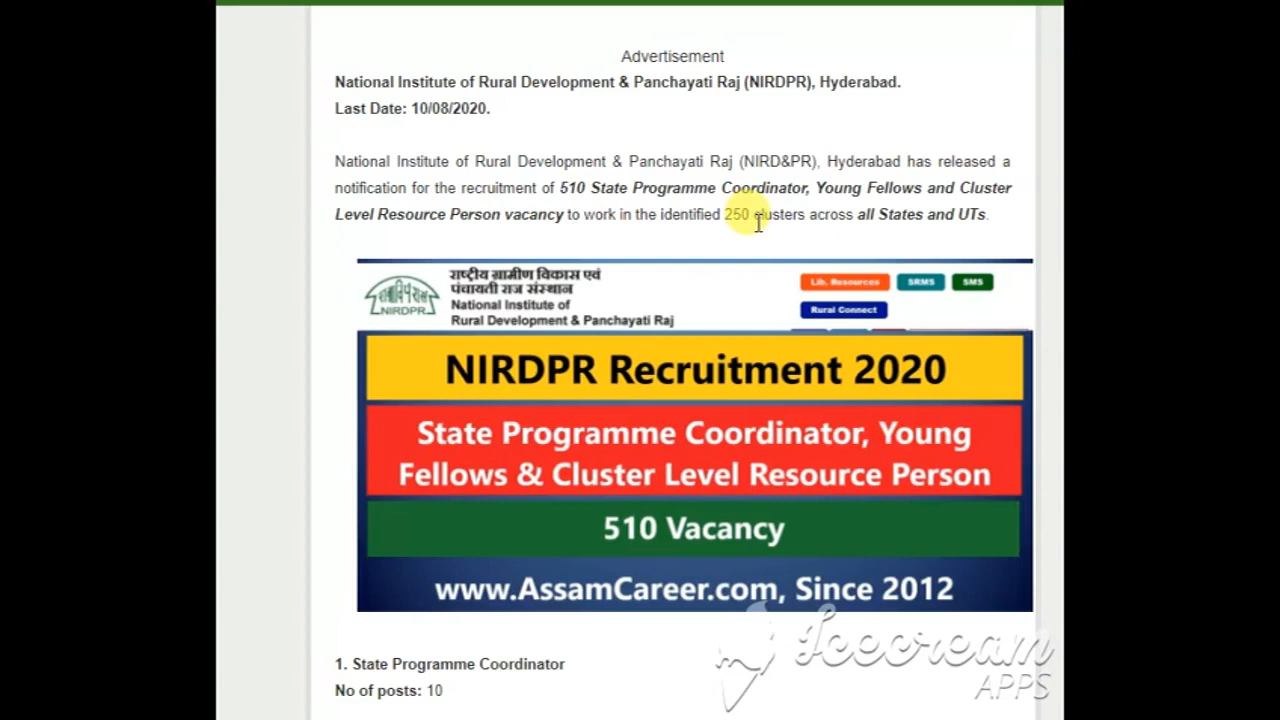 Advertisement
National Institute of Rural Development & Panchayati Raj (NIRDPR), Hyderabad.
Last Date: 10/08/2020.
National Institute of Rural Development & Panchayati Raj (NIRD&PR), Hyderabad has released a
notification for the recruitment of 510 State Programme Coordinator, Young Fellows and Cluster
Level Resource Person vacancy to work in the identified 250 clusters across all States and UTs.
राष्ट्रीय ग्रामीण विकास एवं
पंचायती राज संस्थान
National Institute of
Rural Development & Panchayati Raj
NIRDPR
Lib. Resources SRMS SMS
Rural Connect
NIRDPR Recruitment 2020
State Programme Coordinator, Young
Fellows & Cluster Level Resource Person
510 Vacancy
www.AssamCareer.com, Since 2012
1. State Programme Coordinator
No of posts: 10
Icecream
APPS